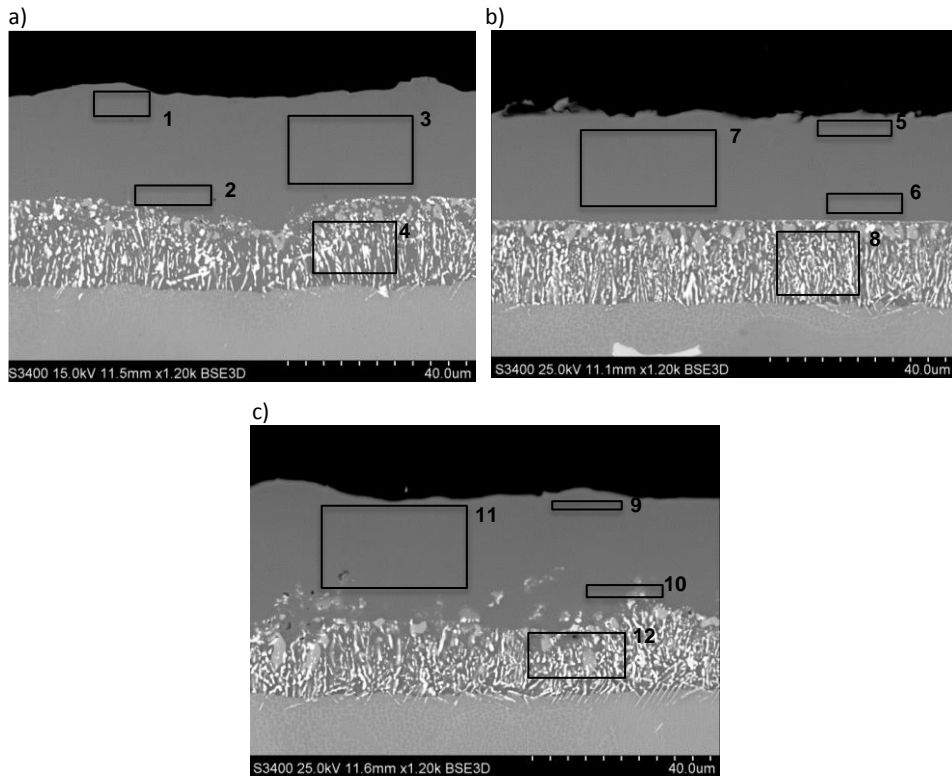 a)
b)
1
3
2
4
S3400 15.0kV 11.5mm x1.20k BSE3D
40.0um
5
7
6
8
S3400 25.0kV 11.1mm x1.20k BSE3D
40.0um
c)
9
11
10
12
S3400 25.0kV 11.6mm x1.20k BSE3D
40.0um